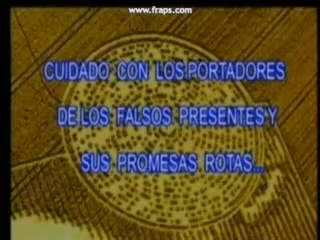 www.fraps.com
CUIDADO CON LOS PORTADORES
DE LOS FALSOS PRESENTES Y
SUS PROMESAS ROTAS...